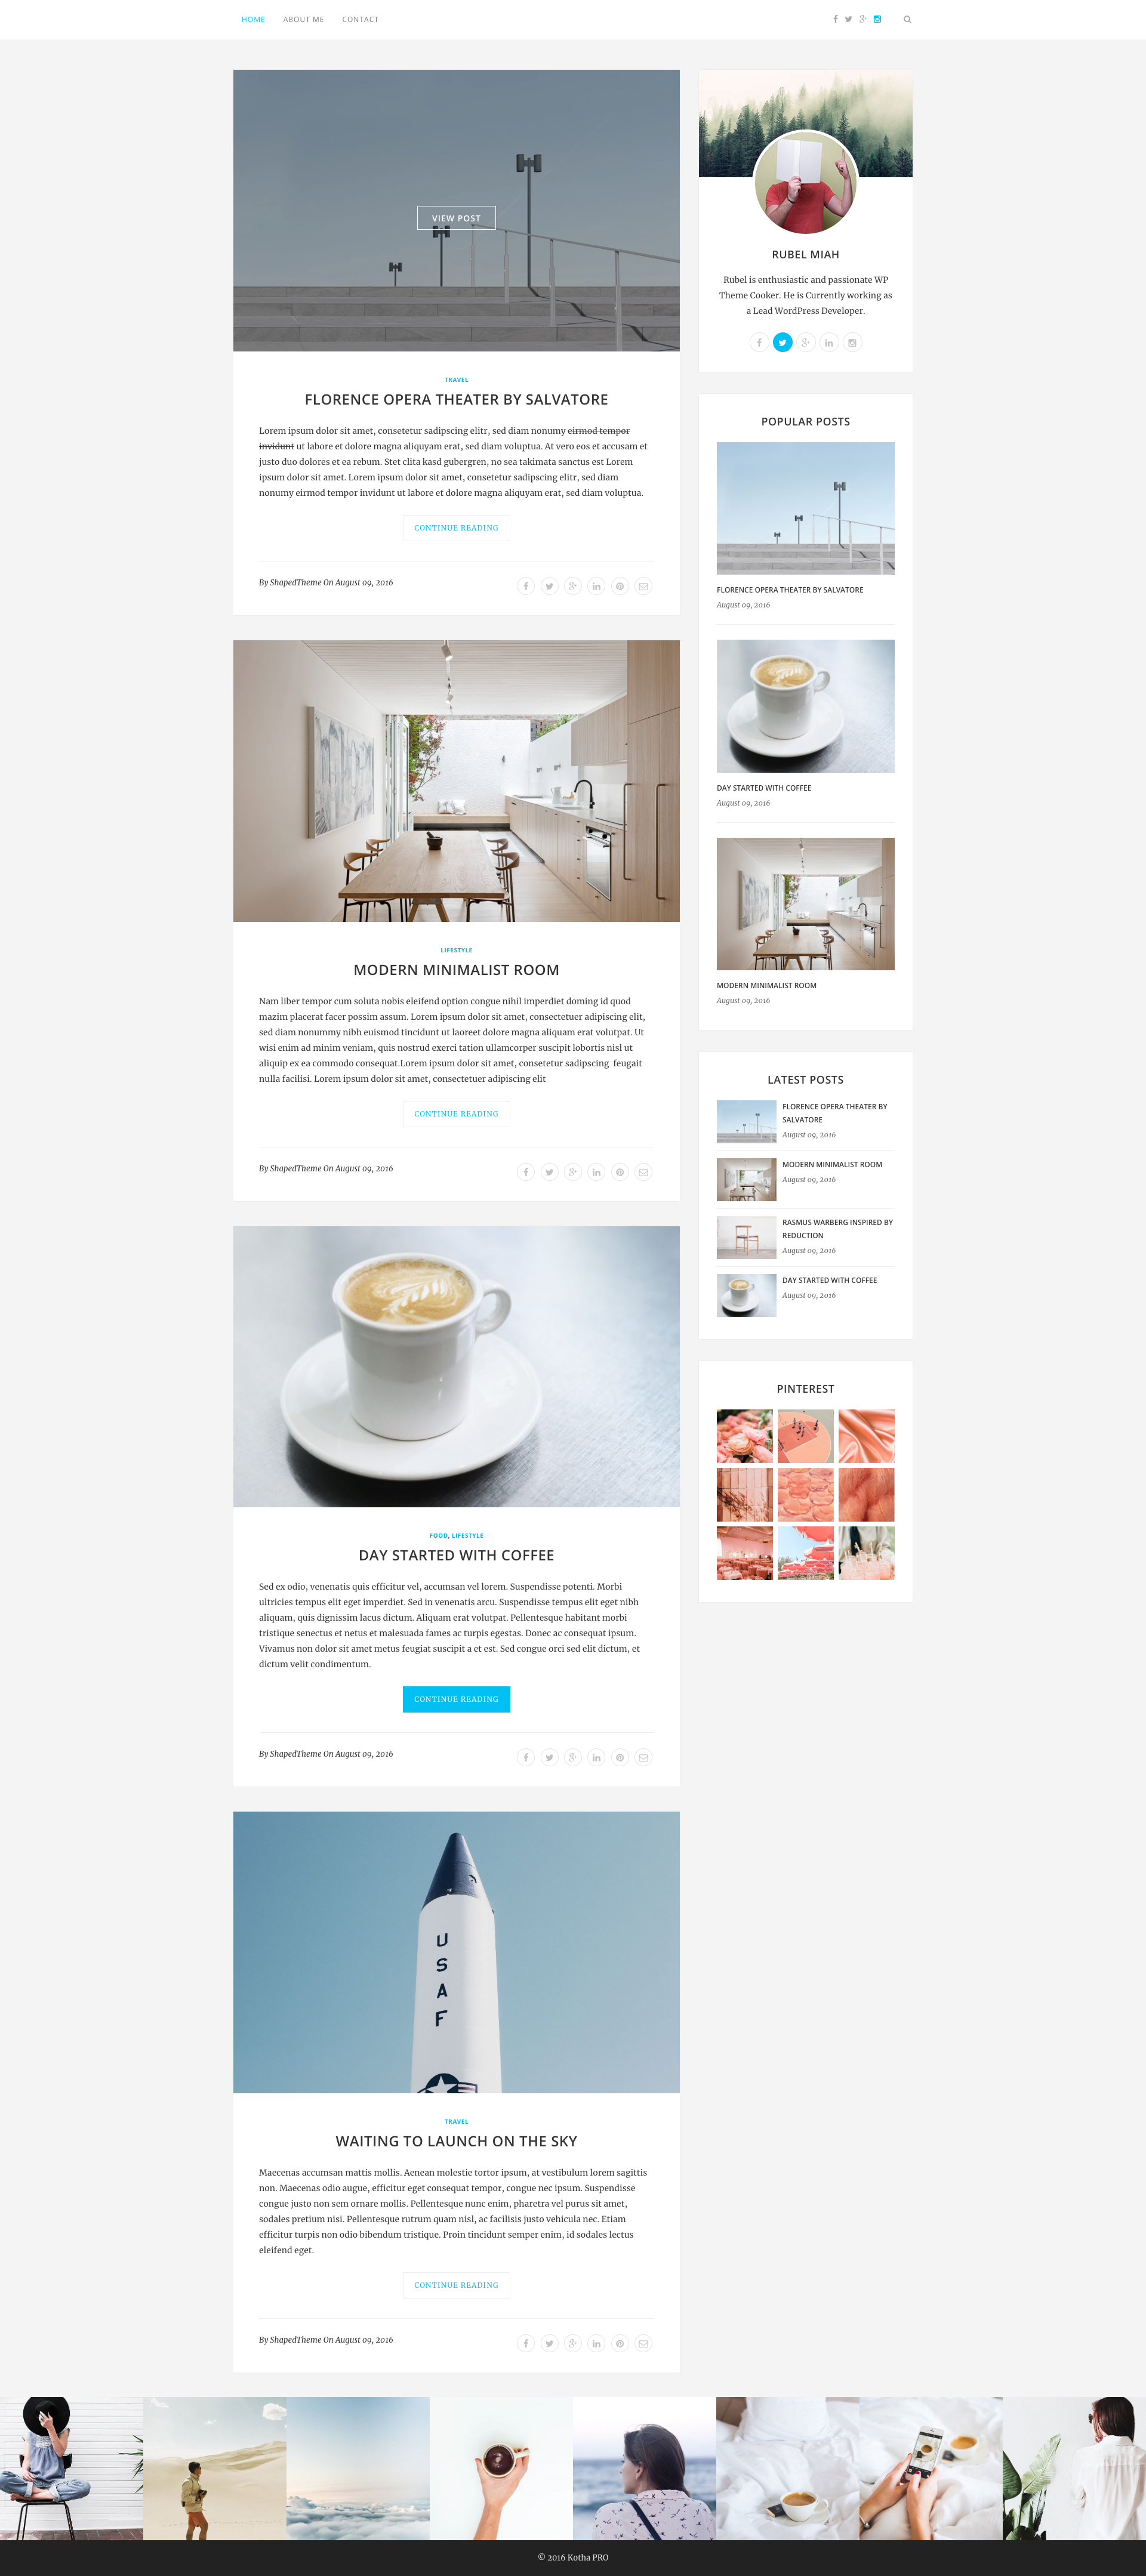 HOME ABOUT ME CONTACT
VIEW POST
TRAVEL
FLORENCE OPERA THEATER BY SALVATORE
Lorem ipsum dolor sit amet, consetetur sadipscing elitr, sed diam nonumy eirmod tempor
invidunt ut labore et dolore magna aliquyam erat, sed diam voluptua. At vero eos et accusam et
justo duo dolores et ea rebum. Stet clita kasd gubergren, no sea takimata sanctus est Lorem
ipsum dolor sit amet. Lorem ipsum dolor sit amet, consetetur sadipscing elitr, sed diam
nonumy eirmod tempor invidunt ut labore et dolore magna aliquyam erat, sed diam voluptua.
CONTINUE READING
By ShapedTheme On August 09, 2016
LIFESTYLE
MODERN MINIMALIST ROOM
Nam liber tempor cum soluta nobis eleifend option congue nihil imperdiet doming id quod
mazim placerat facer possim assum. Lorem ipsum dolor sit amet, consectetuer adipiscing elit,
sed diam nonummy nibh euismod tincidunt ut laoreet dolore magna aliquam erat volutpat. Ut
wisi enim ad minim veniam, quis nostrud exerci tation ullamcorper suscipit lobortis nisl ut
aliquip ex ea commodo consequat.Lorem ipsum dolor sit amet, consetetur sadipscing feugait
nulla facilisi. Lorem ipsum dolor sit amet, consectetuer adipiscing elit
CONTINUE READING
By ShapedTheme On August 09, 2016
FOOD, LIFESTYLE
DAY STARTED WITH COFFEE
Sed ex odio, venenatis quis efficitur vel, accumsan vel lorem. Suspendisse potenti. Morbi
ultricies tempus elit eget imperdiet. Sed in venenatis arcu. Suspendisse tempus elit eget nibh
aliquam, quis dignissim lacus dictum. Aliquam erat volutpat. Pellentesque habitant morbi
tristique senectus et netus et malesuada fames ac turpis egestas. Donec ac consequat ipsum.
Vivamus non dolor sit amet metus feugiat suscipit a et est. Sed congue orci sed elit dictum, et
dictum velit condimentum.
CONTINUE READING
By ShapedTheme On August 09, 2016
USAF
TRAVEL
WAITING TO LAUNCH ON THE SKY
Maecenas accumsan mattis mollis. Aenean molestie tortor ipsum, at vestibulum lorem sagittis
non. Maecenas odio augue, efficitur eget consequat tempor, congue nec ipsum. Suspendisse
congue justo non sem ornare mollis. Pellentesque nunc enim, pharetra vel purus sit amet,
sodales pretium nisi. Pellentesque rutrum quam nisl, ac facilisis justo vehicula nec. Etiam
efficitur turpis non odio bibendum tristique. Proin tincidunt semper enim, id sodales lectus
eleifend eget.
CONTINUE READING
By ShapedTheme On August 09, 2016
RUBEL MIAH
Rubel is enthusiastic and passionate WP
Theme Cooker. He is Currently working as
a Lead WordPress Developer.
POPULAR POSTS
FLORENCE OPERA THEATER BY SALVATORE
August 09, 2016
DAY STARTED WITH COFFEE
August 09, 2016
MODERN MINIMALIST ROOM
August 09, 2016
LATEST POSTS
FLORENCE OPERA THEATER BY
SALVATORE
August 09, 2016
MODERN MINIMALIST ROOM
August 09, 2016
RASMUS WARBERG INSPIRED BY
REDUCTION
August 09, 2016
DAY STARTED WITH COFFEE
August 09, 2016
PINTEREST
© 2016 Kotha PRO